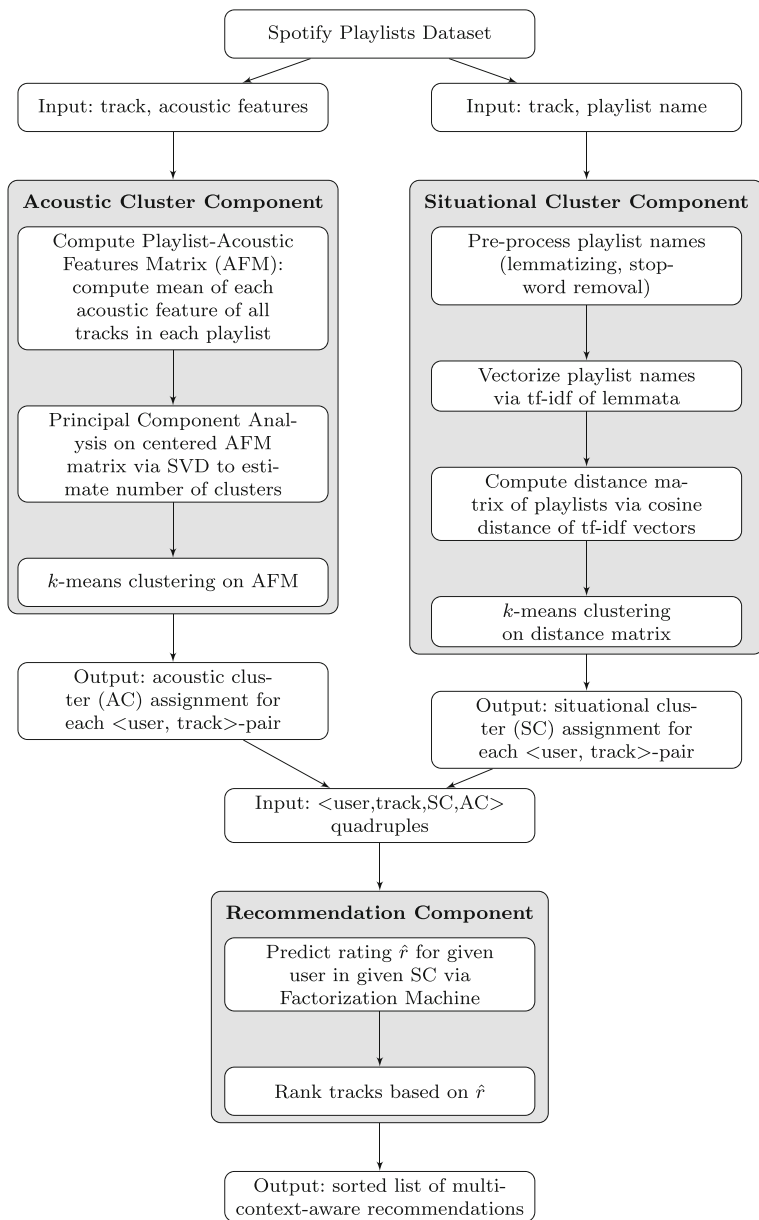 Spotify Playlists Dataset
Input: track, acoustic features
Input: track, playlist name
Acoustic Cluster Component
Compute Playlist-Acoustic
Features Matrix (AFM):
compute mean of each
acoustic feature of all
tracks in each playlist
Principal Component Anal-
ysis on centered AFM
matrix via SVD to esti-
mate number of clusters
k-means clustering on AFM
Output: acoustic clus-
ter (AC) assignment for
each <user, track>-pair
Situational Cluster Component
Pre-process playlist names
(lemmatizing, stop-
word removal)
Vectorize playlist names
via tf-idf of lemmata
Compute distance ma-
trix of playlists via cosine
distance of tf-idf vectors
k-means clustering
on distance matrix
Output: situational clus-
ter (SC) assignment for
each <user, track>-pair
Input: <user,track,SC,AC>
quadruples
Recommendation Component
Predict rating r̂ for given
user in given SC via
Factorization Machine
Rank tracks based on r̂
Output: sorted list of multi-
context-aware recommendations